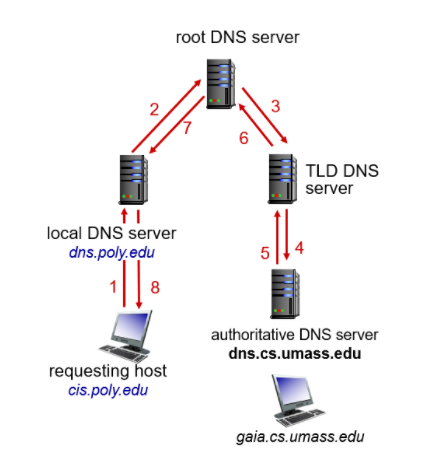 root DNS server
2
3
7
6
TLD DNS
server
local DNS server
dns.poly.edu
5
4
1
8
authoritative DNS server
dns.cs.umass.edu
requesting host
cis.poly.edu
gaia.cs.umass.edu